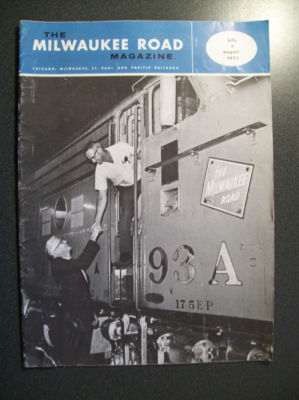 THE
MILWAUKEE ROAD
MAGAZINE
CHICAGO, MILWAUKEE, ST. PAUL AND PACIFIC RAILROAD
july
august
THE
MILWAUKEE
ROAD
93A
A
175EP